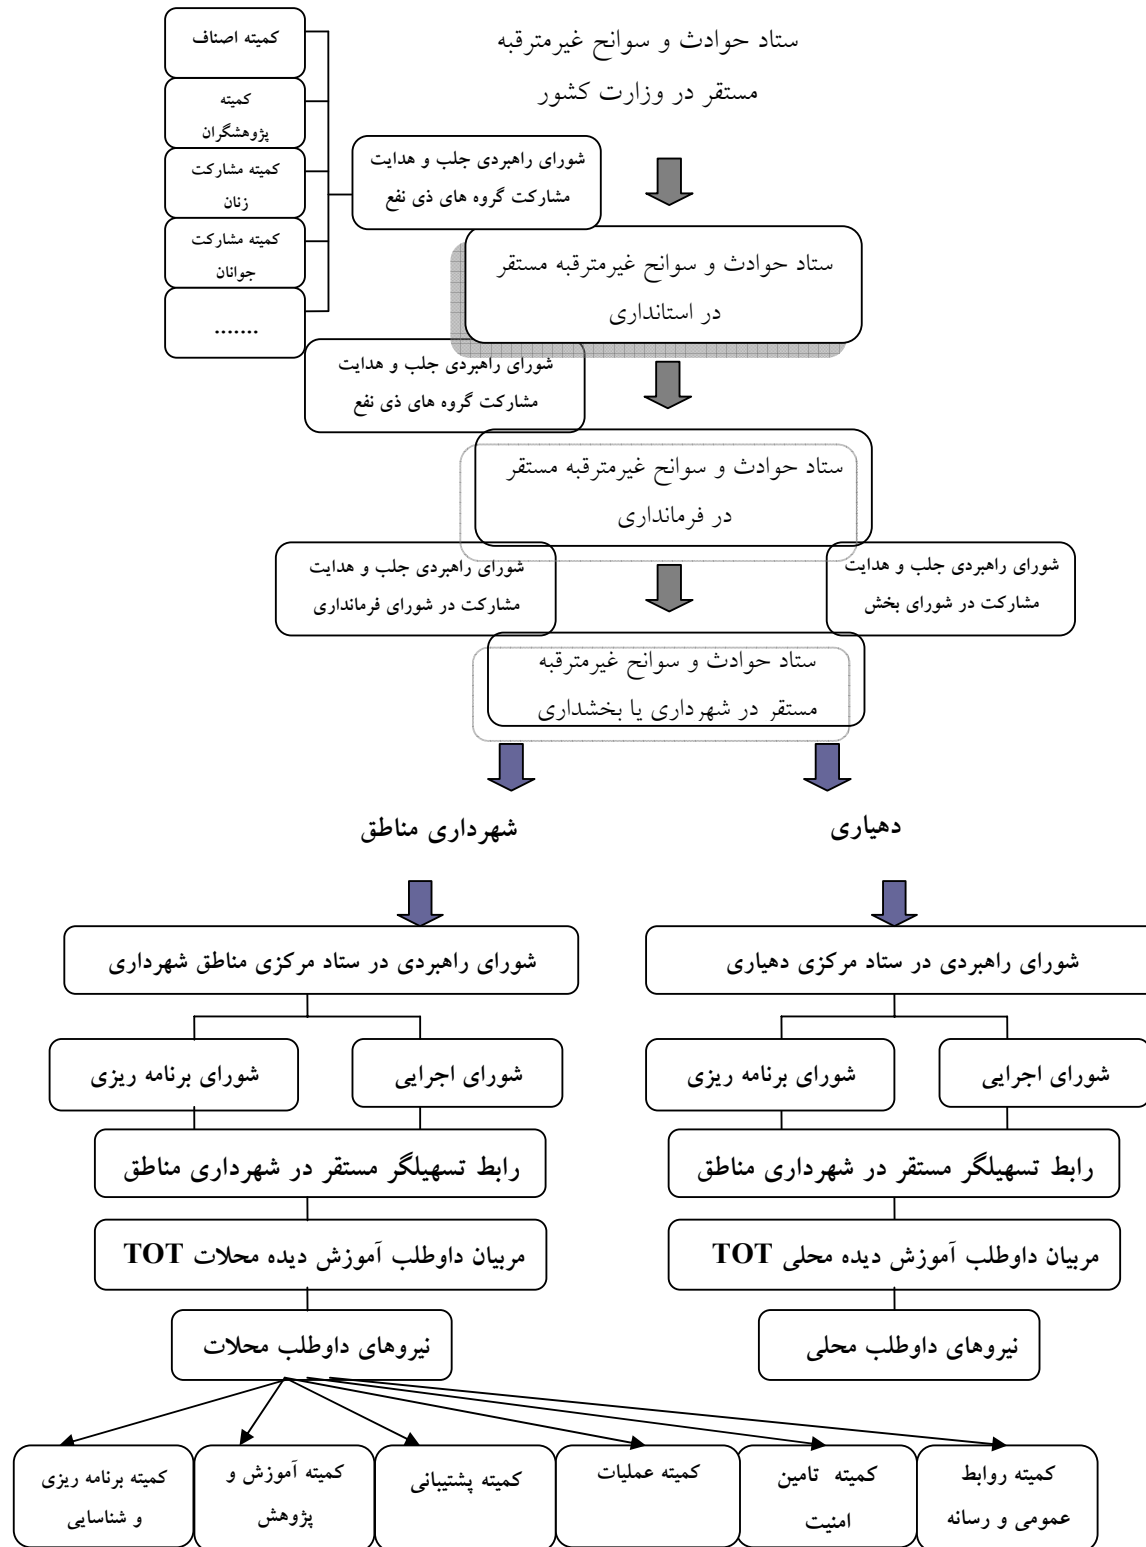 ستاد حوادث و سوانح غیرمترقبه
مستقر در وزارت کشور
کمیته اصناف
کمیته
پژوهشگران
کمیته مشارکت
زنان
کمیته مشارکت
جوانان
.......
شورای راهبردی جلب و هدایت
مشارکت گروه های ذی نفع
ستاد حوادث و سوانح غیرمترقبه مستقر
در استانداری
شورای راهبردی جلب و هدایت
مشارکت گروه های ذی نفع
ستاد حوادث و سوانح غیرمترقبه مستقر
در فرمانداری
شورای راهبردی جلب و هدایت
مشارکت در شورای بخش
شورای راهبردی جلب و هدایت
مشارکت در شورای فرمانداری
ستاد حوادث و سوانح غیرمترقبه
مستقر در شهرداری یا بخشداری
دهیاری
شهرداری مناطق
شورای راهبردی در ستاد مرکزی دهیاری
شورای راهبردی در ستاد مرکزی مناطق شهرداری
شورای اجرایی
شورای برنامه ریزی
شورای اجرایی
شورای برنامه ریزی
رابط تسهیلگر مستقر در شهرداری مناطق
رابط تسهیلگر مستقر در شهرداری مناطق
مربیان داوطلب آموزش دیده محلی TOT
مربیان داوطلب آموزش دیده محلات TOT
نیروهای داوطلب محلی
نیروهای داوطلب محلات
کمیته روابط
عمومی و رسانه
کمیته تامین
امنیت
کمیته عملیات
کمیته پشتیبانی
کمیته آموزش و
پژوهش
کمیته برنامه ریزی
و شناسایی